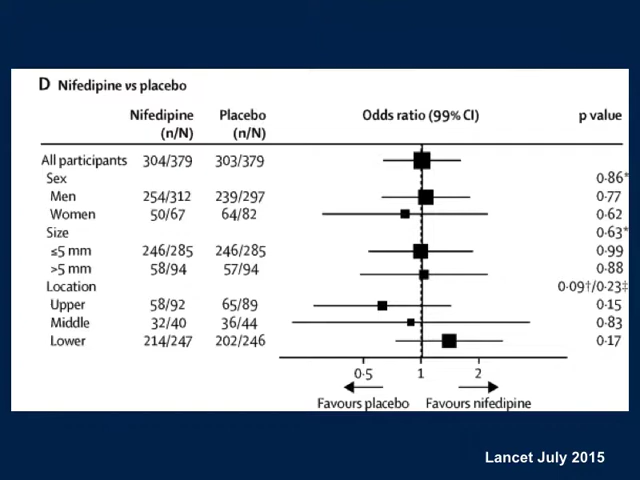 D Nifedipine vs placebo
Nifedipine (n/N) Placebo (n/N) Odds ratio (99% CI) p value
All participants 304/379 303/379
Sex 0·86*
Men 254/312 239/297 0·77
Women 50/67 64/82 0·62
Size 0·63*
≤5 mm 246/285 246/285 0·99
>5 mm 58/94 57/94 0·88
Location 0·09†/0·23‡
Upper 58/92 65/89 0·15
Middle 32/40 36/44 0·83
Lower 214/247 202/246 0·17
0·5 1 2
Favours placebo Favours nifedipine
Lancet July 2015